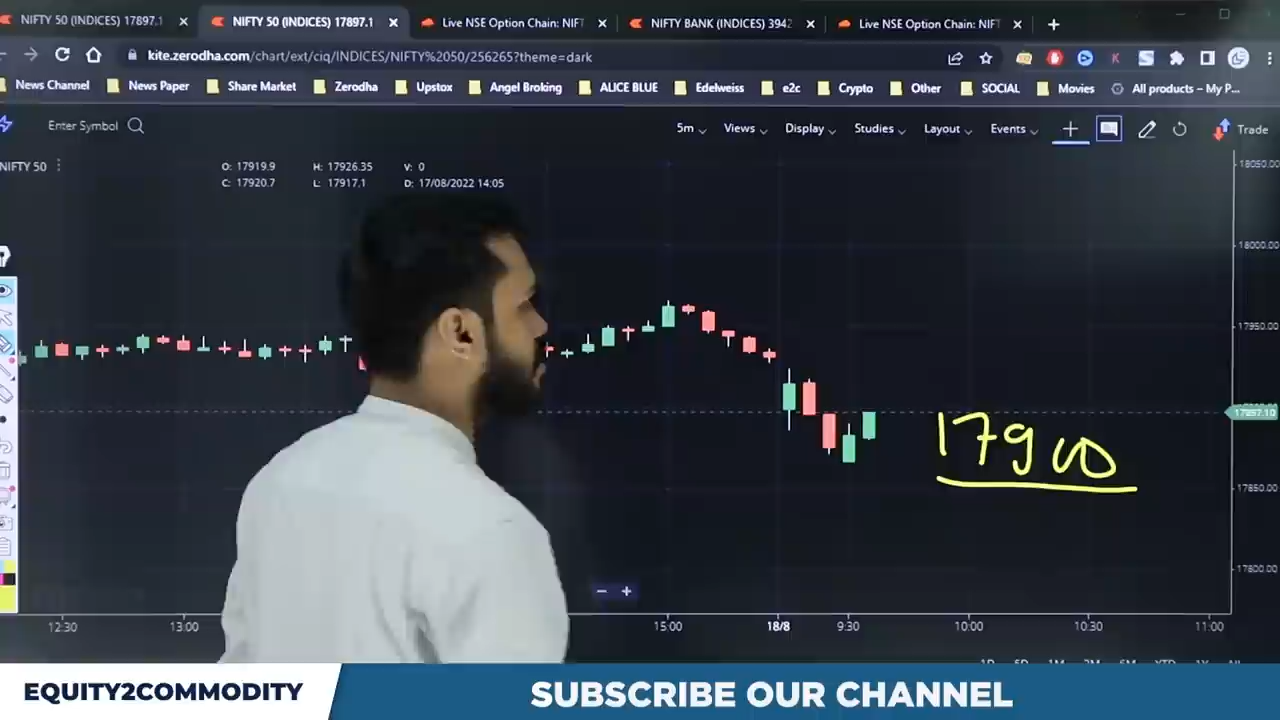 NIFTY 50 (INDICES) 17897.1
NIFTY 50 (INDICES) 17897.1
Live NSE Option Chain: NIFT
NIFTY BANK (INDICES) 3942
Live NSE Option Chain: NIFT
kite.zerodha.com/chart/ext/ciq/INDICES/NIFTY%2050/256265?theme=dark
News Channel News Paper Share Market Zerodha Upstox Angel Broking ALICE BLUE Edelweiss e2c Crypto Other SOCIAL Movies All products – My P...
Enter Symbol 5m Views Display Studies Layout Events Trade
NIFTY 50 O: 17919.9 H: 17926.35 V: 0
C: 17920.7 L: 17917.1 D: 17/08/2022 14:05
18050.00
18000.00
17950.00
17897.10
17900
17850.00
17800.00
12:30 13:00 15:00 18/8 9:30 10:00 10:30 11:00
EQUITY2COMMODITY
SUBSCRIBE OUR CHANNEL